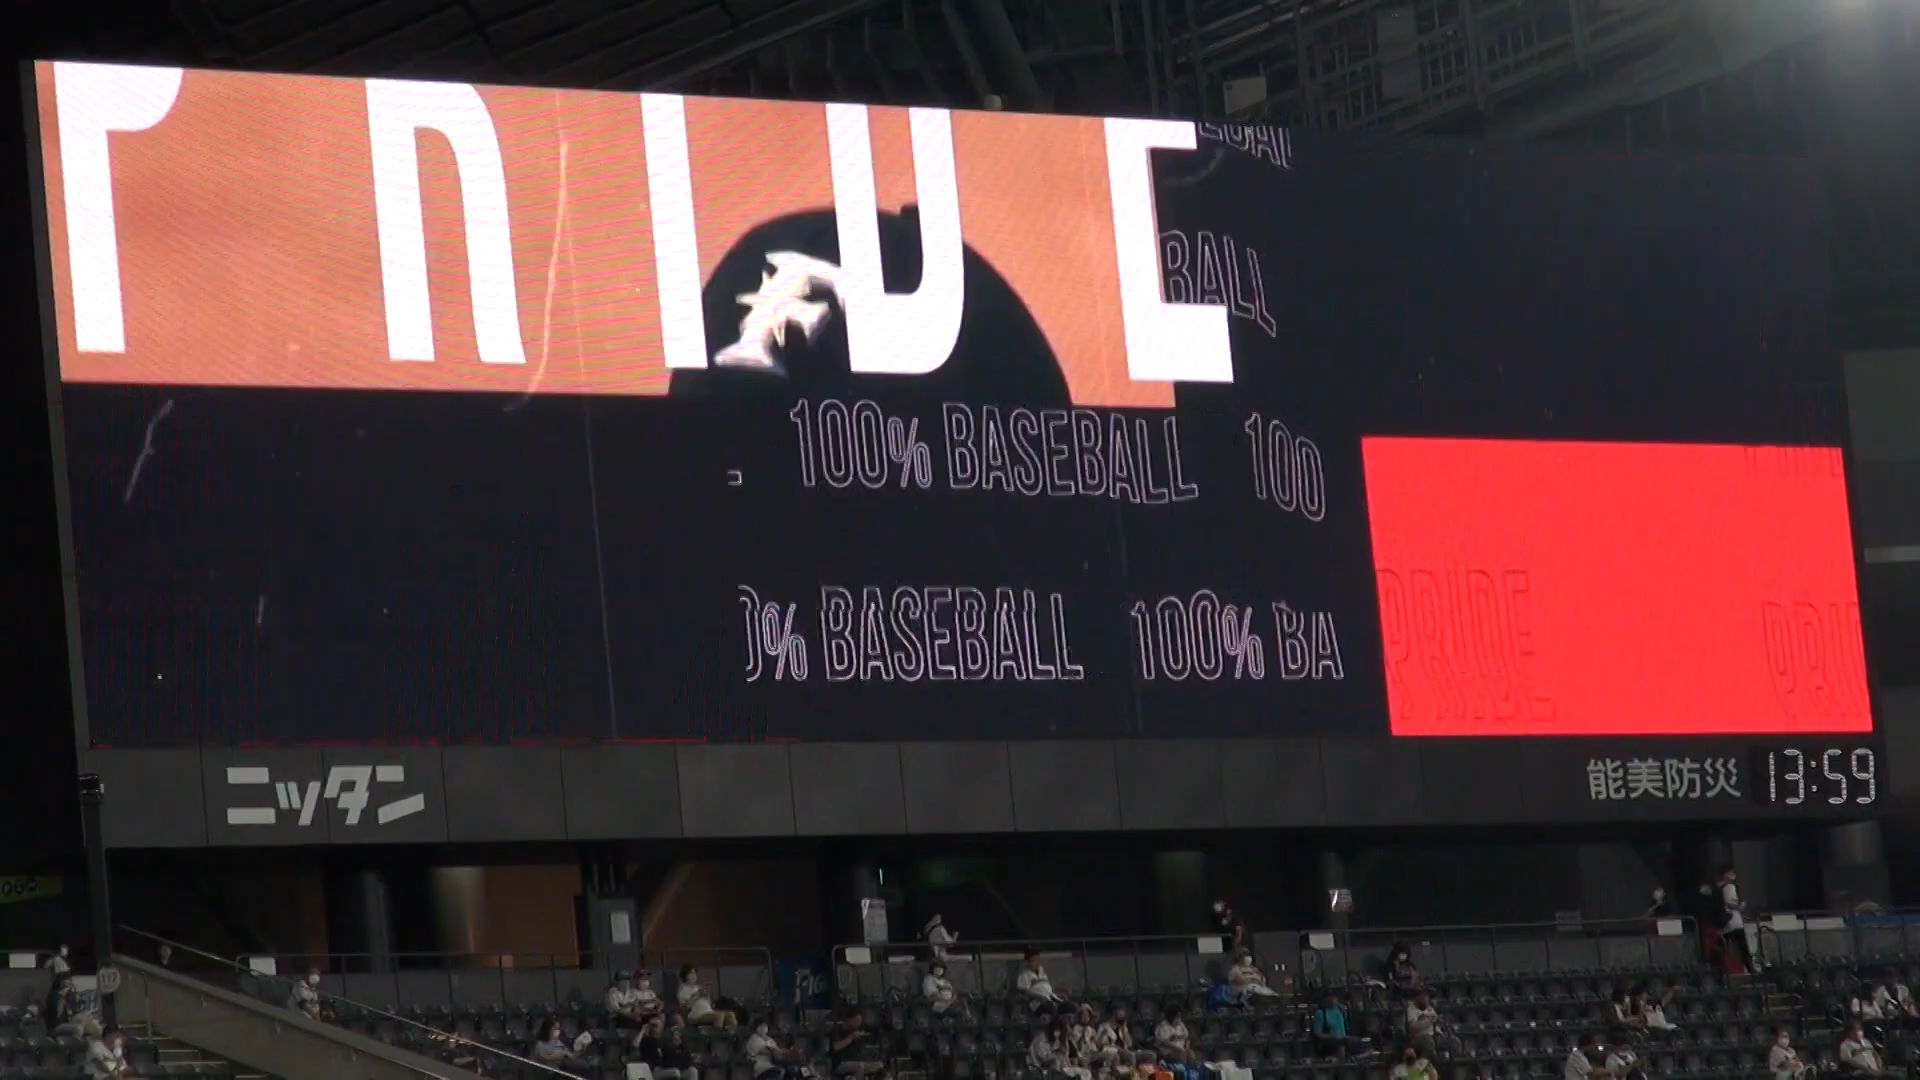 PRIDE
BALL
100% BASEBALL 100
0% BASEBALL 100% BA
PRIDE PRI
ニッタン
能美防災 13:59